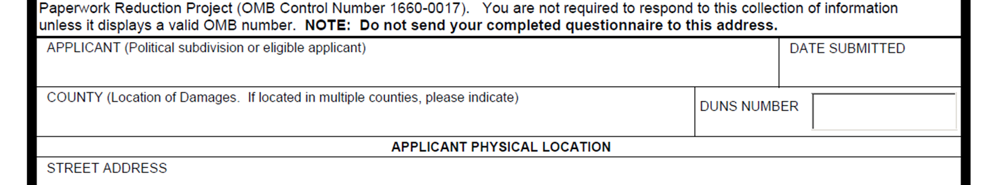 Paperwork Reduction Project (OMB Control Number 1660-0017).   You are not required to respond to this collection of information
unless it displays a valid OMB number.  NOTE:  Do not send your completed questionnaire to this address.
APPLICANT (Political subdivision or eligible applicant)
DATE SUBMITTED
COUNTY (Location of Damages.  If located in multiple counties, please indicate)
DUNS NUMBER
APPLICANT PHYSICAL LOCATION
STREET ADDRESS